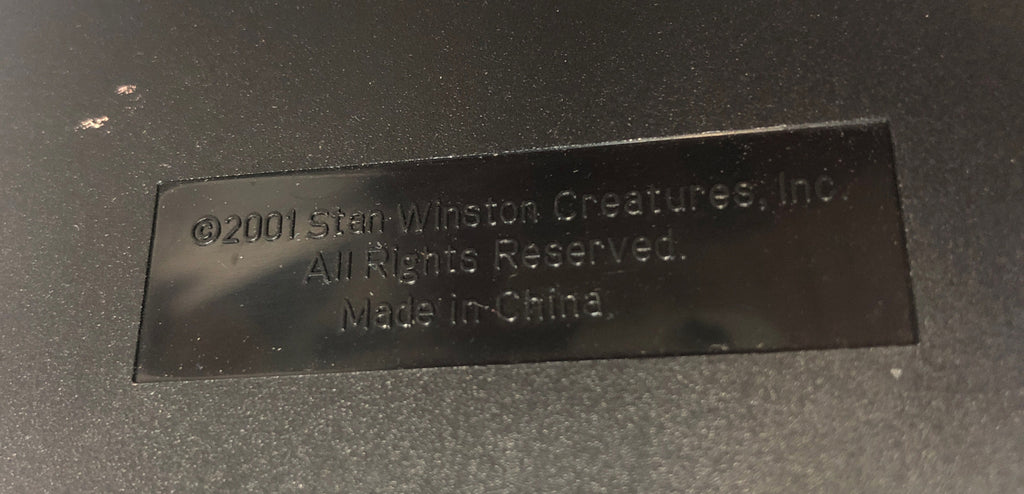 ©2001 Stan Winston Creatures, Inc.
All Rights Reserved.
Made in China.